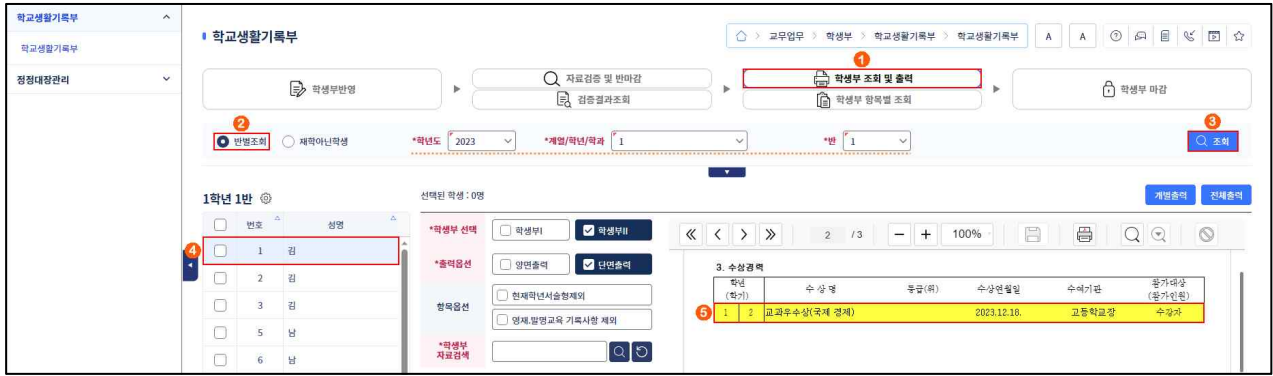 학교생활기록부
학교생활기록부
정정대장관리
학교생활기록부
교무업무 > 학생부 > 학교생활기록부 > 학교생활기록부
A A
학생부반영
자료검증 및 반마감
검증결과조회
1
학생부 조회 및 출력
학생부 항목별 조회
학생부 마감
2
반별조회 재학아닌학생
*학년도 2023
*계열/학년/학과 1
*반 1
3
조회
1학년 1반
선택된 학생 : 0명
개별출력 전체출력
번호 성명
4
1 김
2 김
3 김
5 남
6 남
*학생부 선택 학생부I 학생부II
*출력옵션 양면출력 단면출력
항목옵션 현재학년서술형제외
영재.발명교육 기록사항 제외
*학생부
자료검색
2 / 3 100%
3. 수상경력
학년
(학기) 수 상 명 등급(위) 수상연월일 수여기관 참가대상
(참가인원)
5
1 2 교과우수상(국제 경제) 2023.12.18. 고등학교장 수강자